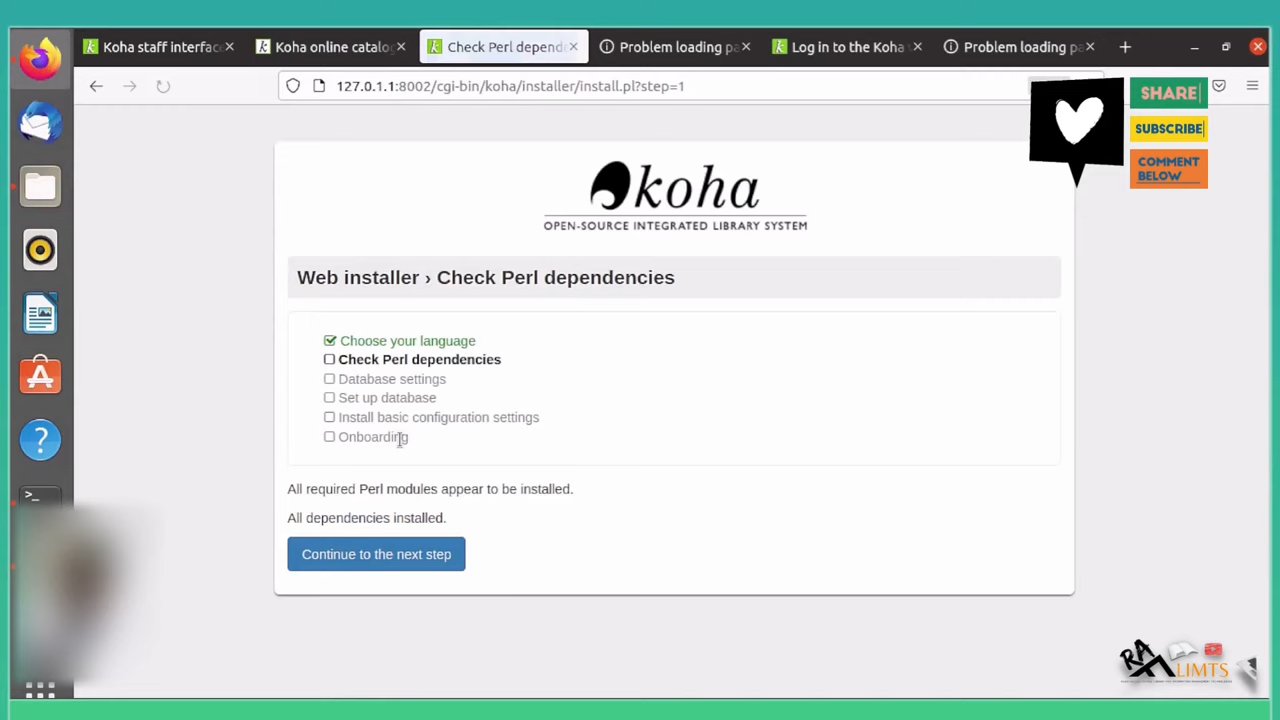 Koha staff interfac
Koha online catalo
Check Perl depend
Problem loading pa
Log in to the Koha
Problem loading pa
127.0.1.1:8002/cgi-bin/koha/installer/install.pl?step=1
SHARE
SUBSCRIBE
COMMENT
BELOW
koha
OPEN-SOURCE INTEGRATED LIBRARY SYSTEM
Web installer › Check Perl dependencies
Choose your language
Check Perl dependencies
Database settings
Set up database
Install basic configuration settings
Onboarding
All required Perl modules appear to be installed.
All dependencies installed.
Continue to the next step
RA
LIMTS